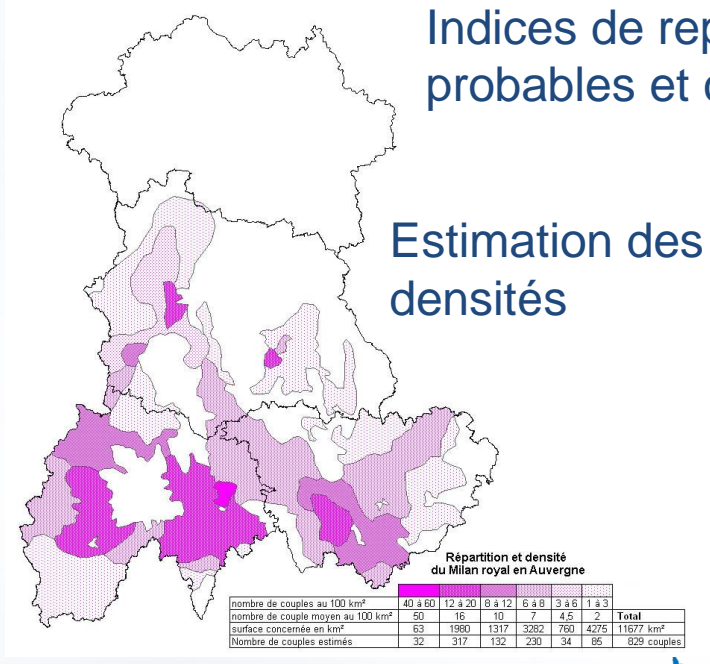 Indices de rep
probables et
Estimation des
densités
Répartition et densité
du Milan royal en Auvergne
nombre de couples au 100 km² 40 à 60 12 à 20 8 à 12 6 à 8 3 à 6 1 à 3
nombre de couple moyen au 100 km² 50 16 10 7 4,5 2 Total
surface concernée en km² 63 1980 1317 3282 760 4275 11677 km²
Nombre de couples estimés 32 317 132 230 34 85 829 couples